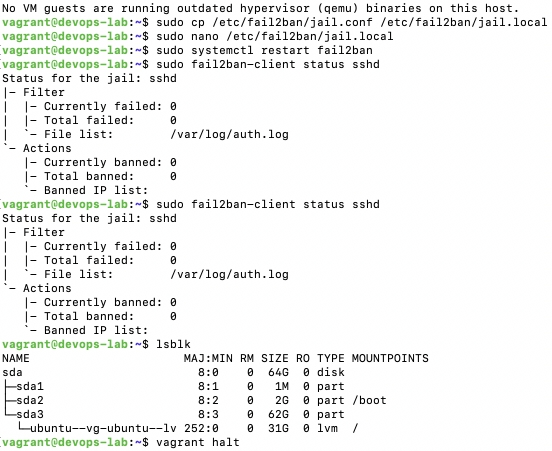 No VM guests are running outdated hypervisor (qemu) binaries on this host.
vagrant@devops-lab:~$ sudo cp /etc/fail2ban/jail.conf /etc/fail2ban/jail.local
vagrant@devops-lab:~$ sudo nano /etc/fail2ban/jail.local
vagrant@devops-lab:~$ sudo systemctl restart fail2ban
vagrant@devops-lab:~$ sudo fail2ban-client status sshd
Status for the jail: sshd
|- Filter
|  |- Currently failed: 0
|  |- Total failed:     0
|  `- File list:        /var/log/auth.log
`- Actions
   |- Currently banned: 0
   |- Total banned:     0
   `- Banned IP list:
[vagrant@devops-lab:~$ sudo fail2ban-client status sshd
Status for the jail: sshd
|- Filter
|  |- Currently failed: 0
|  |- Total failed:     0
|  `- File list:        /var/log/auth.log
`- Actions
   |- Currently banned: 0
   |- Total banned:     0
   `- Banned IP list:
[vagrant@devops-lab:~$ lsblk
NAME                      MAJ:MIN RM SIZE RO TYPE MOUNTPOINTS
sda                         8:0    0  64G  0 disk
├─sda1                      8:1    0   1M  0 part
├─sda2                      8:2    0   2G  0 part /boot
└─sda3                      8:3    0  62G  0 part
  └─ubuntu--vg-ubuntu--lv 252:0    0  31G  0 lvm  /
[vagrant@devops-lab:~$ vagrant halt